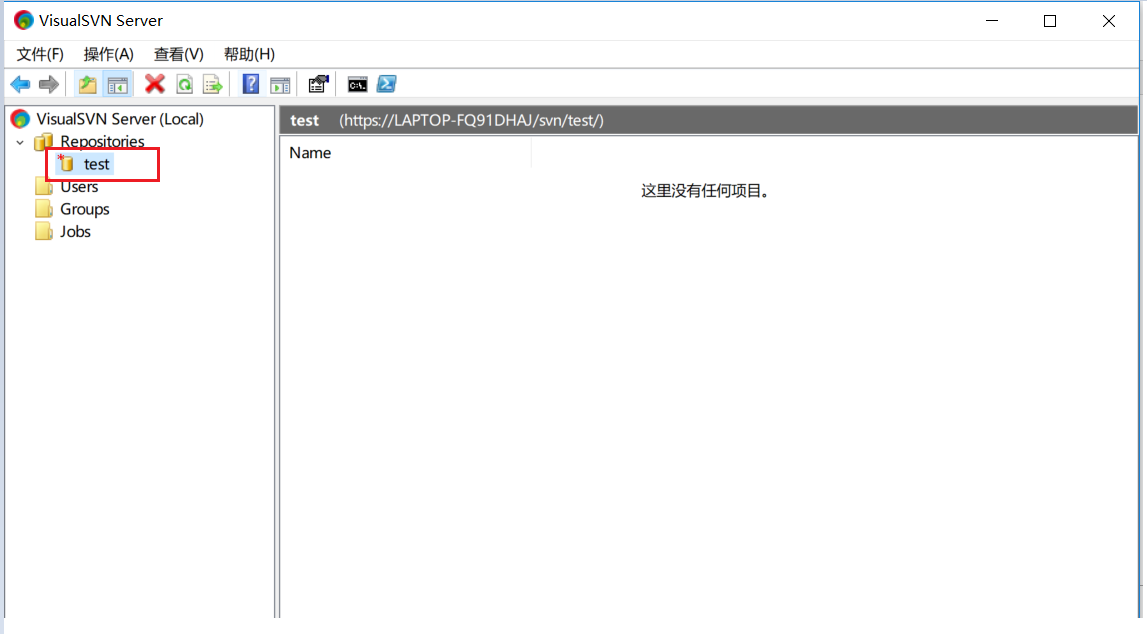 VisualSVN Server
文件(F) 操作(A) 查看(V) 帮助(H)
VisualSVN Server (Local)
Repositories
test
Users
Groups
Jobs
test (https://LAPTOP-FQ91DHAJ/svn/test/)
Name
这里没有任何项目。